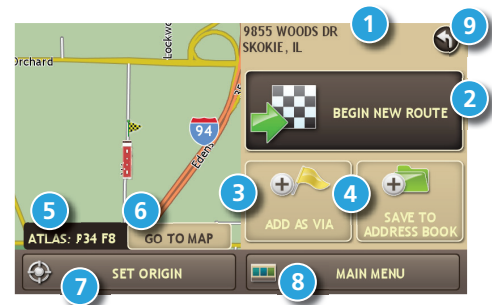 9855 WOODS DR
SKOKIE, IL
1
9
Orchard
Lockwo
BEGIN NEW ROUTE
2
94
Edens
3
4
ADD AS VIA
SAVE TO
ADDRESS BOOK
5
6
ATLAS: P34 F8
GO TO MAP
SET ORIGIN
7
8
MAIN MENU